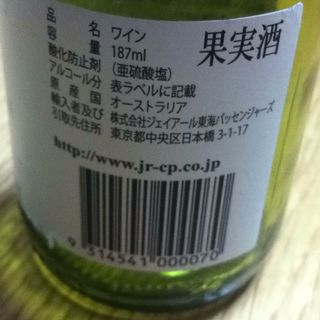 品名 ワイン
果実酒
容量 187ml
酸化防止剤 (亜硫酸塩)
アルコール分 表ラベルに記載
原産国 オーストラリア
輸入者及び 株式会社ジェイアール東海パッセンジャーズ
引取先住所 東京都中央区日本橋 3-1-17
http://www.jr-cp.co.jp
9 314541 000070